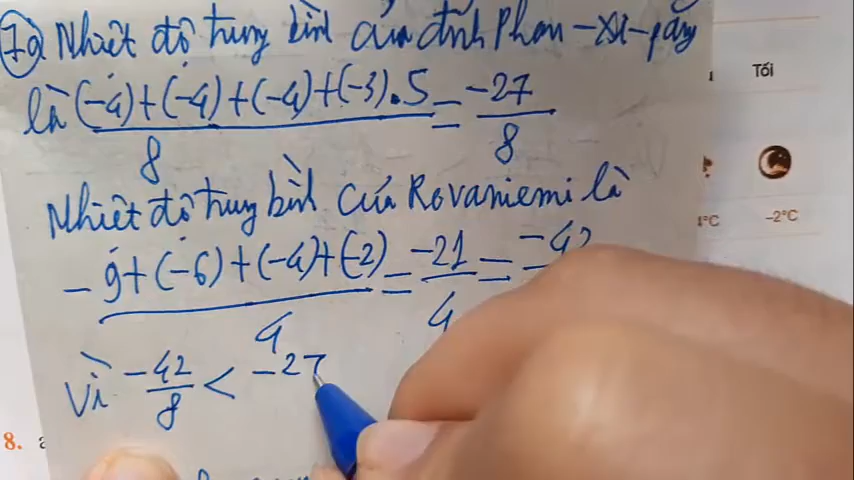 7a Nhiệt độ trung bình của đỉnh Phan-xi-păng
Tối
là (-4)+(-4)+(-4)+(-3).5 / 8 = -27 / 8
Nhiệt độ trung bình của Rovaniemi là
-2°C
-9+(-6)+(-4)+(-2) / 4 = -21 / 4 = -42
Vì -42 / 8 < -27
8.